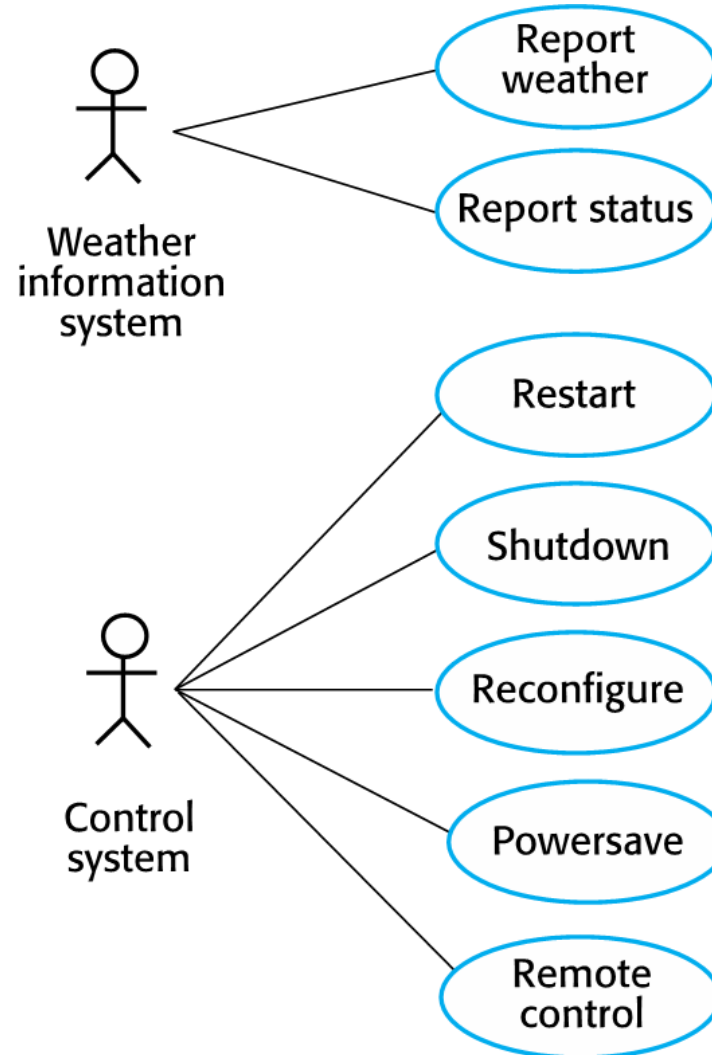 Report
weather
Report status
Weather
information
system
Restart
Shutdown
Reconfigure
Control
system
Powersave
Remote
control